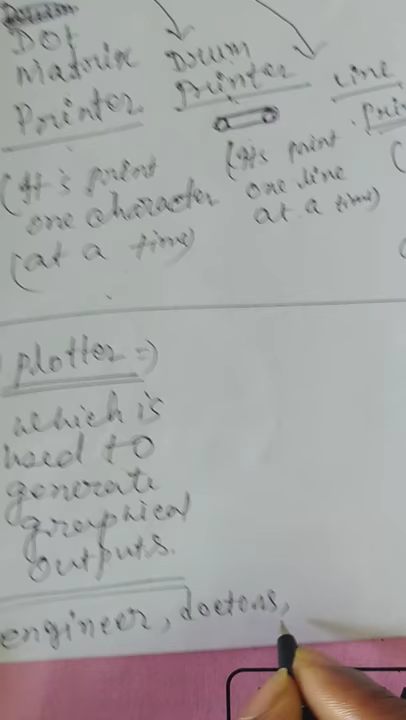 Dot
Matrix
Printer.
(It's print
one character
(at a time)
Drum
Printer
(It's print
one line
at a time)
Line
plotter =)
which is
used to
generate
graphical
outputs.
engineer, doctors,